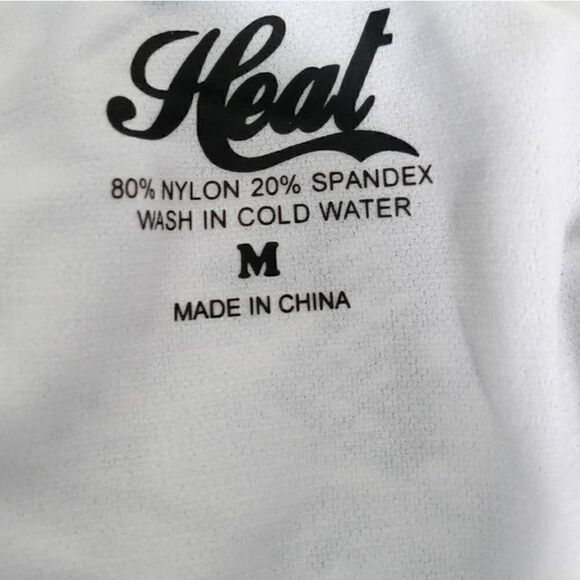 Heat
80% NYLON 20% SPANDEX
WASH IN COLD WATER
M
MADE IN CHINA